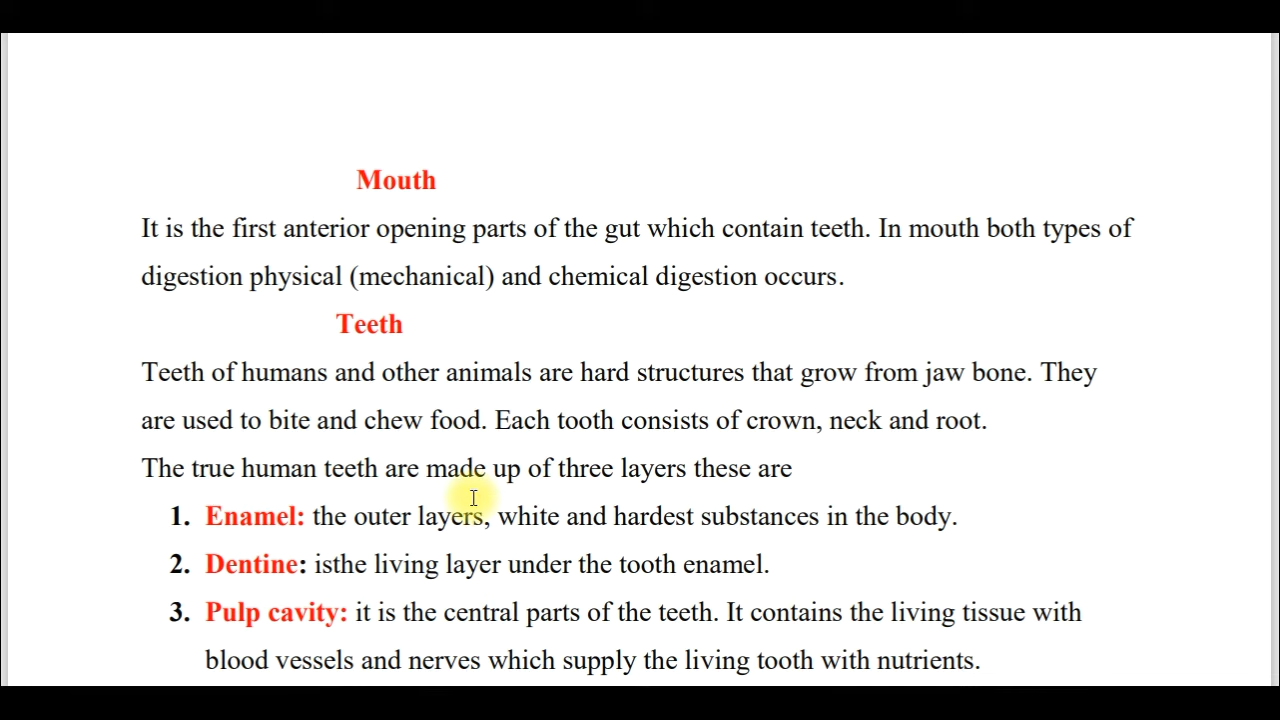 Mouth
It is the first anterior opening parts of the gut which contain teeth. In mouth both types of
digestion physical (mechanical) and chemical digestion occurs.
Teeth
Teeth of humans and other animals are hard structures that grow from jaw bone. They
are used to bite and chew food. Each tooth consists of crown, neck and root.
The true human teeth are made up of three layers these are
1. Enamel: the outer layers, white and hardest substances in the body.
2. Dentine: isthe living layer under the tooth enamel.
3. Pulp cavity: it is the central parts of the teeth. It contains the living tissue with
blood vessels and nerves which supply the living tooth with nutrients.